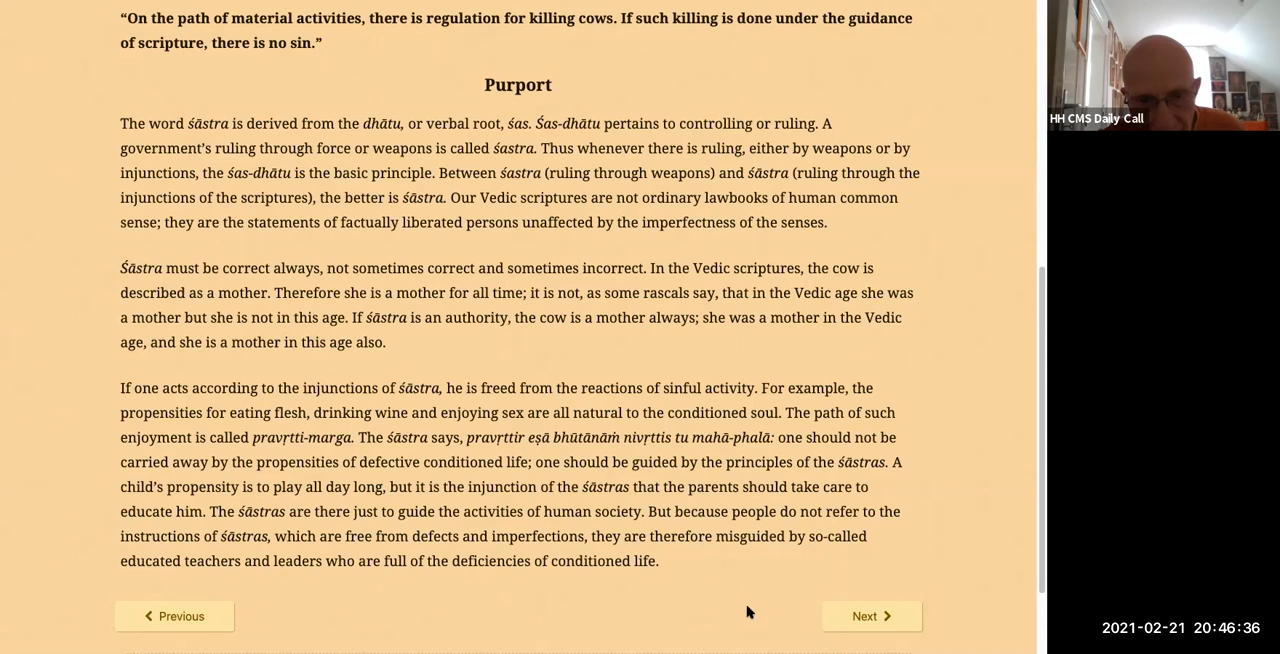 “On the path of material activities, there is regulation for killing cows. If such killing is done under the guidance
of scripture, there is no sin.”
Purport
The word śāstra is derived from the dhātu, or verbal root, śas. Śas-dhātu pertains to controlling or ruling. A
government’s ruling through force or weapons is called śastra. Thus whenever there is ruling, either by weapons or by
injunctions, the śas-dhātu is the basic principle. Between śastra (ruling through weapons) and śāstra (ruling through the
injunctions of the scriptures), the better is śāstra. Our Vedic scriptures are not ordinary lawbooks of human common
sense; they are the statements of factually liberated persons unaffected by the imperfectness of the senses.
Śāstra must be correct always, not sometimes correct and sometimes incorrect. In the Vedic scriptures, the cow is
described as a mother. Therefore she is a mother for all time; it is not, as some rascals say, that in the Vedic age she was
a mother but she is not in this age. If śāstra is an authority, the cow is a mother always; she was a mother in the Vedic
age, and she is a mother in this age also.
If one acts according to the injunctions of śāstra, he is freed from the reactions of sinful activity. For example, the
propensities for eating flesh, drinking wine and enjoying sex are all natural to the conditioned soul. The path of such
enjoyment is called pravṛtti-marga. The śāstra says, pravṛttir eṣā bhūtānāṁ nivṛttis tu mahā-phalā: one should not be
carried away by the propensities of defective conditioned life; one should be guided by the principles of the śāstras. A
child’s propensity is to play all day long, but it is the injunction of the śāstras that the parents should take care to
educate him. The śāstras are there just to guide the activities of human society. But because people do not refer to the
instructions of śāstras, which are free from defects and imperfections, they are therefore misguided by so-called
educated teachers and leaders who are full of the deficiencies of conditioned life.
Previous
Next
HH CMS Daily Call
2021-02-21 20:46:36